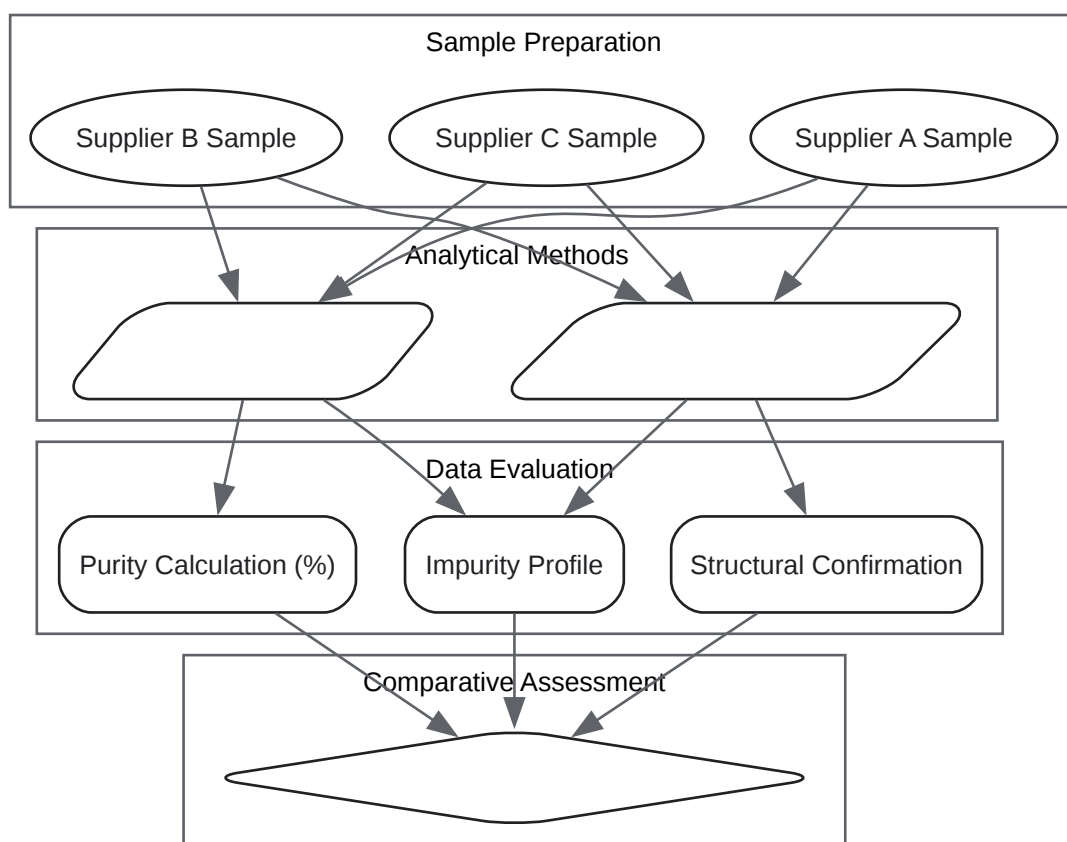 Sample Preparation
Supplier B Sample
Supplier C Sample
Supplier A Sample
Analytical Methods
Data Evaluation
Purity Calculation (%)
Impurity Profile
Structural Confirmation
Comparative Assessment